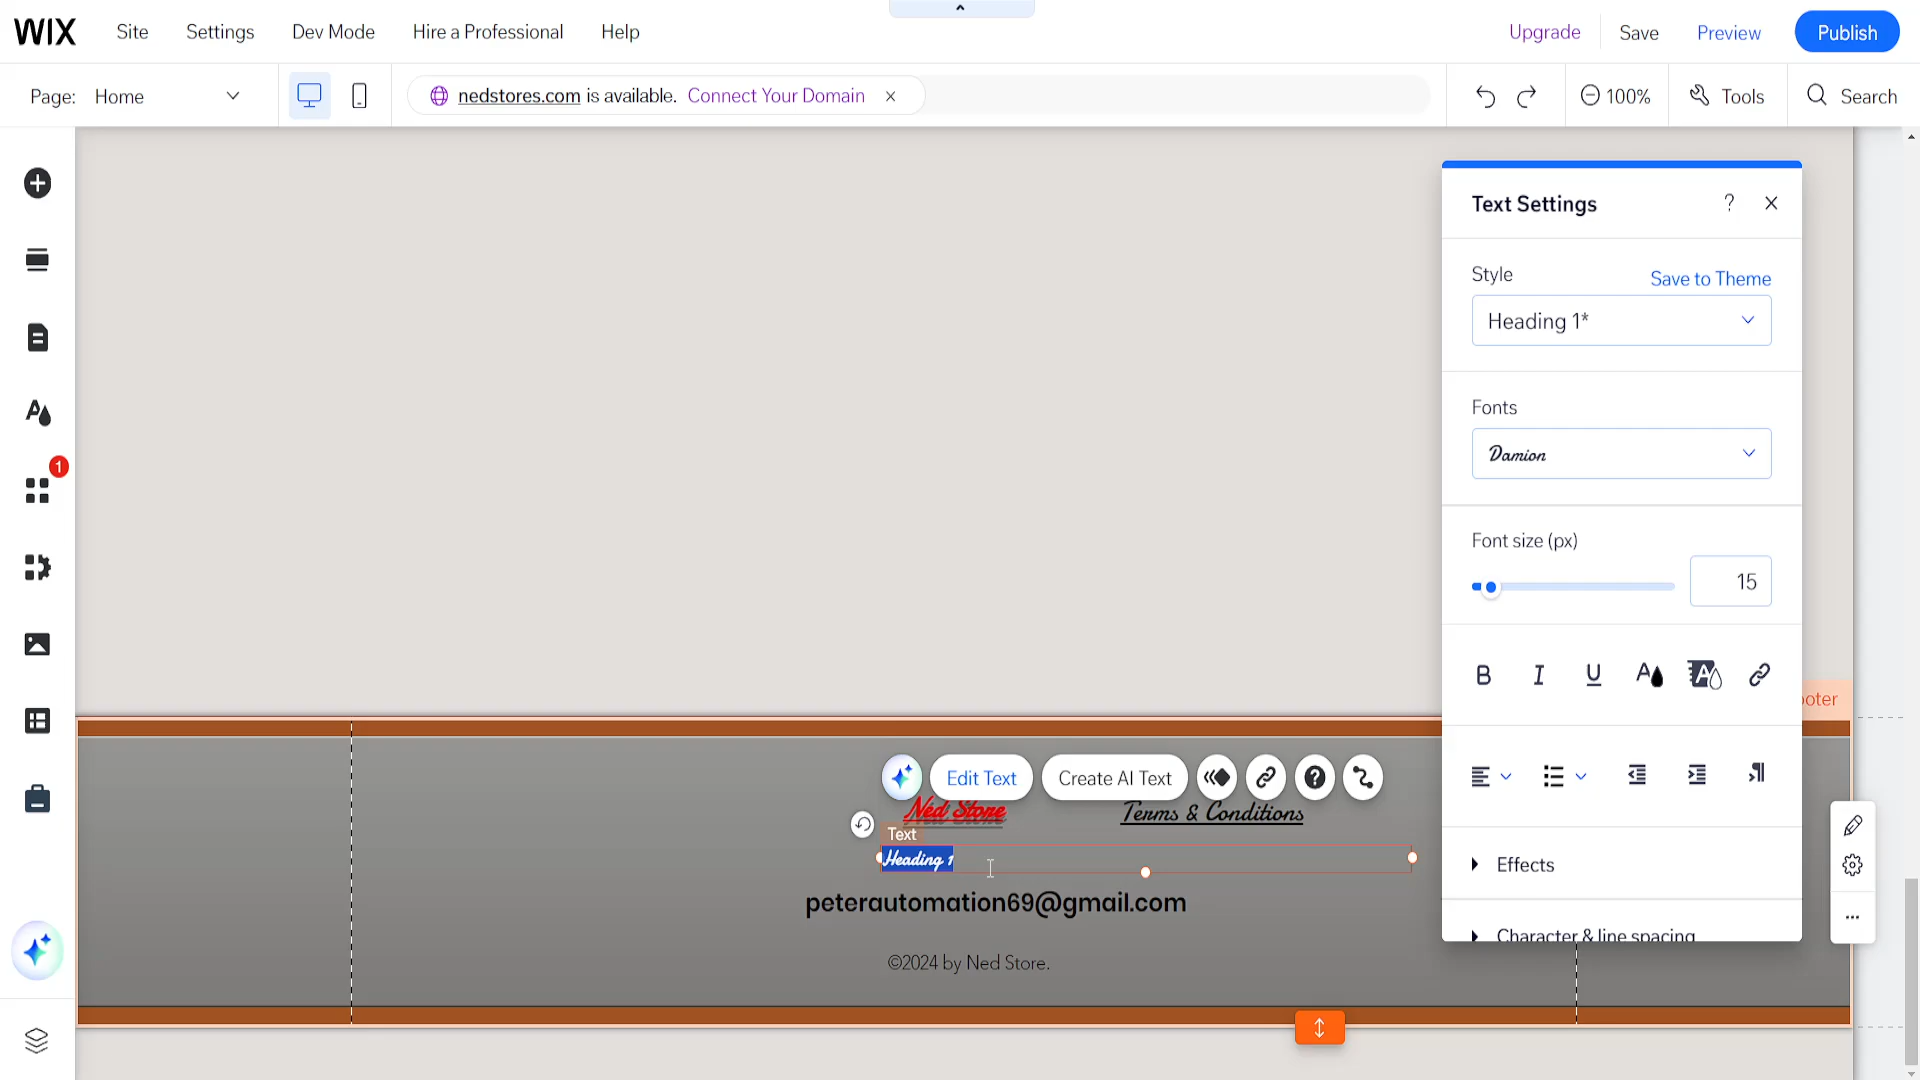 WIX
Site
Settings
Dev Mode
Hire a Professional
Help
Upgrade
Save
Preview
Publish
Page: Home
nedstores.com is available. Connect Your Domain
100%
Tools
Search
1
Text Settings
?
Style
Save to Theme
Heading 1*
Fonts
Damion
Font size (px)
15
B I U
ooter
Edit Text
Create AI Text
Ned Store
Terms & Conditions
Text
Heading 1
Effects
peterautomation69@gmail.com
Character & line spacing
©2024 by Ned Store.